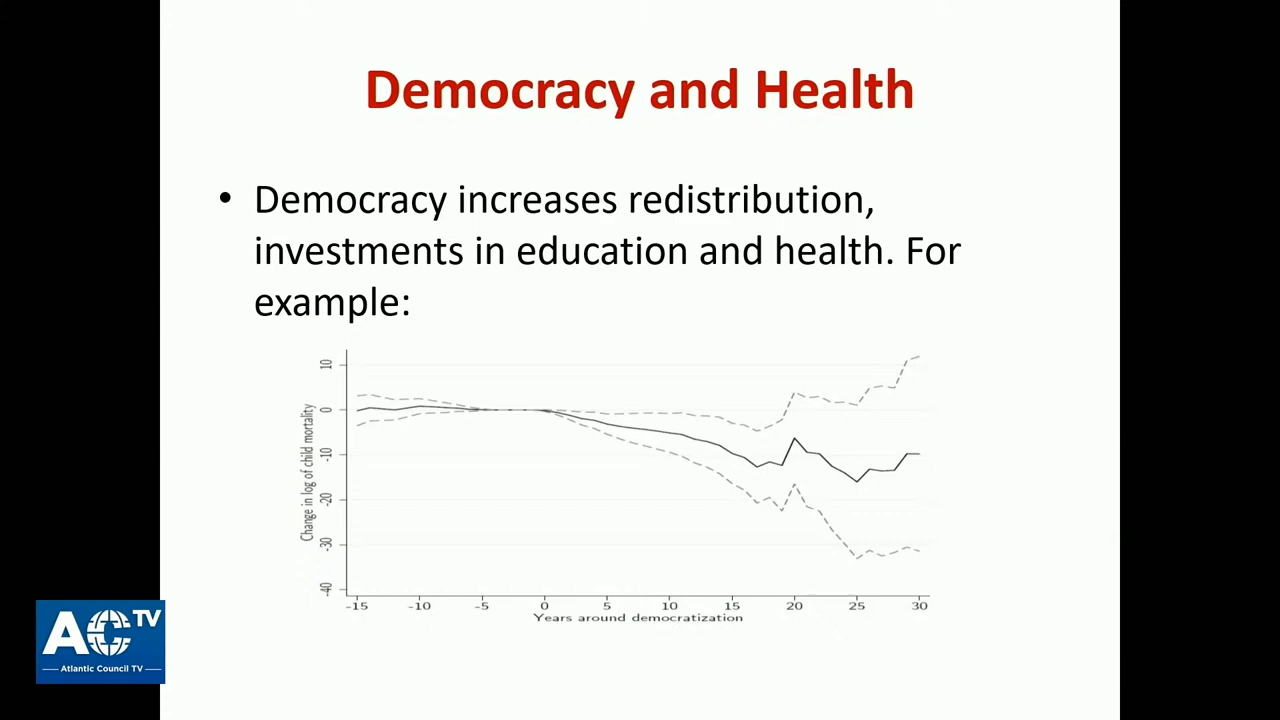 Democracy and Health
• Democracy increases redistribution,
investments in education and health. For
example:
Change in log of child mortality
10
0
-10
-20
-30
-40
-15 -10 -5 0 5 10 15 20 25 30
Years around democratization
AC TV
Atlantic Council TV